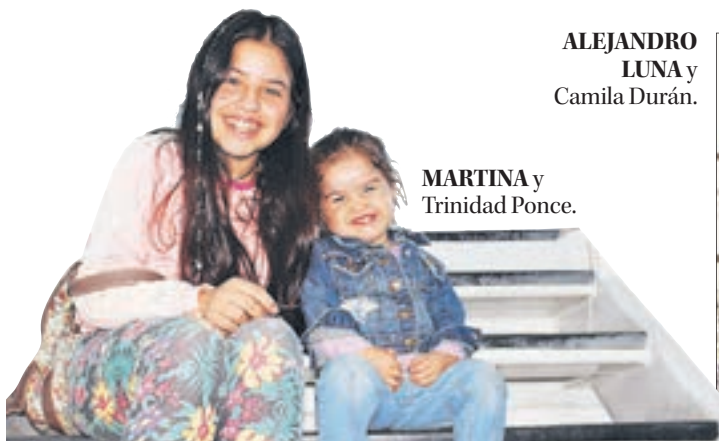 ALEJANDRO
LUNA y
Camila Durán.
MARTINA y
Trinidad Ponce.